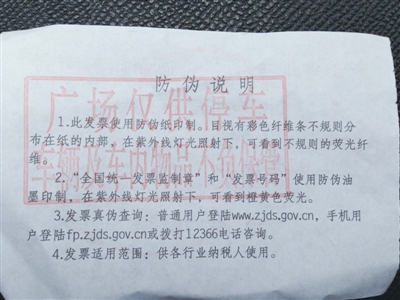 防伪说明
广场仅供停车
1.此发票使用防伪纸印制。目视有彩色纤维条不规则分
布在纸的内部，在紫外线灯光照射下，可看到不规则的荧光纤
维。
车辆及车内物品不负保管
2.“全国统一发票监制章”和“发票号码”使用防伪油
墨印制，在紫外线灯光照射下，可看到橙黄色荧光。
3.发票真伪查询：普通用户登陆www.zjds.gov.cn，手机用
户登陆fp.zjds.gov.cn或拨打12366电话咨询。
4.发票适用范围：供各行业纳税人使用。